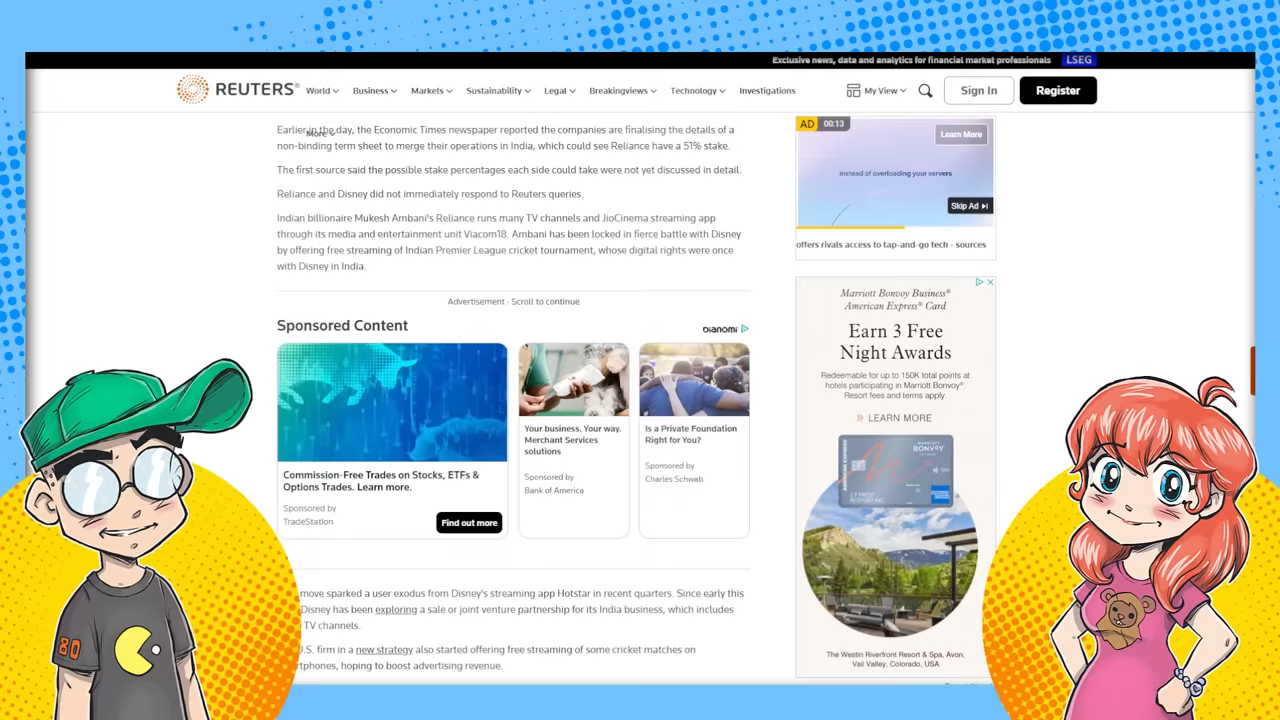 Exclusive news, data and analytics for financial market professionals LSEG
REUTERS®
World Business Markets Sustainability Legal Breakingviews Technology Investigations
More
My View
Sign In
Register
Earlier in the day, the Economic Times newspaper reported the companies are finalising the details of a
non-binding term sheet to merge their operations in India, which could see Reliance have a 51% stake.
The first source said the possible stake percentages each side could take were not yet discussed in detail.
Reliance and Disney did not immediately respond to Reuters queries.
Indian billionaire Mukesh Ambani's Reliance runs many TV channels and JioCinema streaming app
through its media and entertainment unit Viacom18. Ambani has been locked in fierce battle with Disney
by offering free streaming of Indian Premier League cricket tournament, whose digital rights were once
with Disney in India.
Advertisement · Scroll to continue
Sponsored Content
bianomi
Commission-Free Trades on Stocks, ETFs &
Options Trades. Learn more.
Sponsored by
TradeStation
Find out more
Your business. Your way.
Merchant Services
solutions
Sponsored by
Bank of America
Is a Private Foundation
Right for You?
Sponsored by
Charles Schwab
move sparked a user exodus from Disney's streaming app Hotstar in recent quarters. Since early this
Disney has been exploring a sale or joint venture partnership for its India business, which includes
TV channels.
.S. firm in a new strategy also started offering free streaming of some cricket matches on
rtphones, hoping to boost advertising revenue.
AD 00:13
Learn More
instead of overloading your servers
Skip Ad
offers rivals access to tap-and-go tech - sources
Marriott Bonvoy Business®
American Express® Card
Earn 3 Free
Night Awards
Redeemable for up to 150K total points at
hotels participating in Marriott Bonvoy®.
Resort fees and terms apply.
LEARN MORE
MARRIOTT
BONVOY
AMERICAN EXPRESS
C F FROST
The Westin Riverfront Resort & Spa, Avon,
Vail Valley, Colorado, USA
80